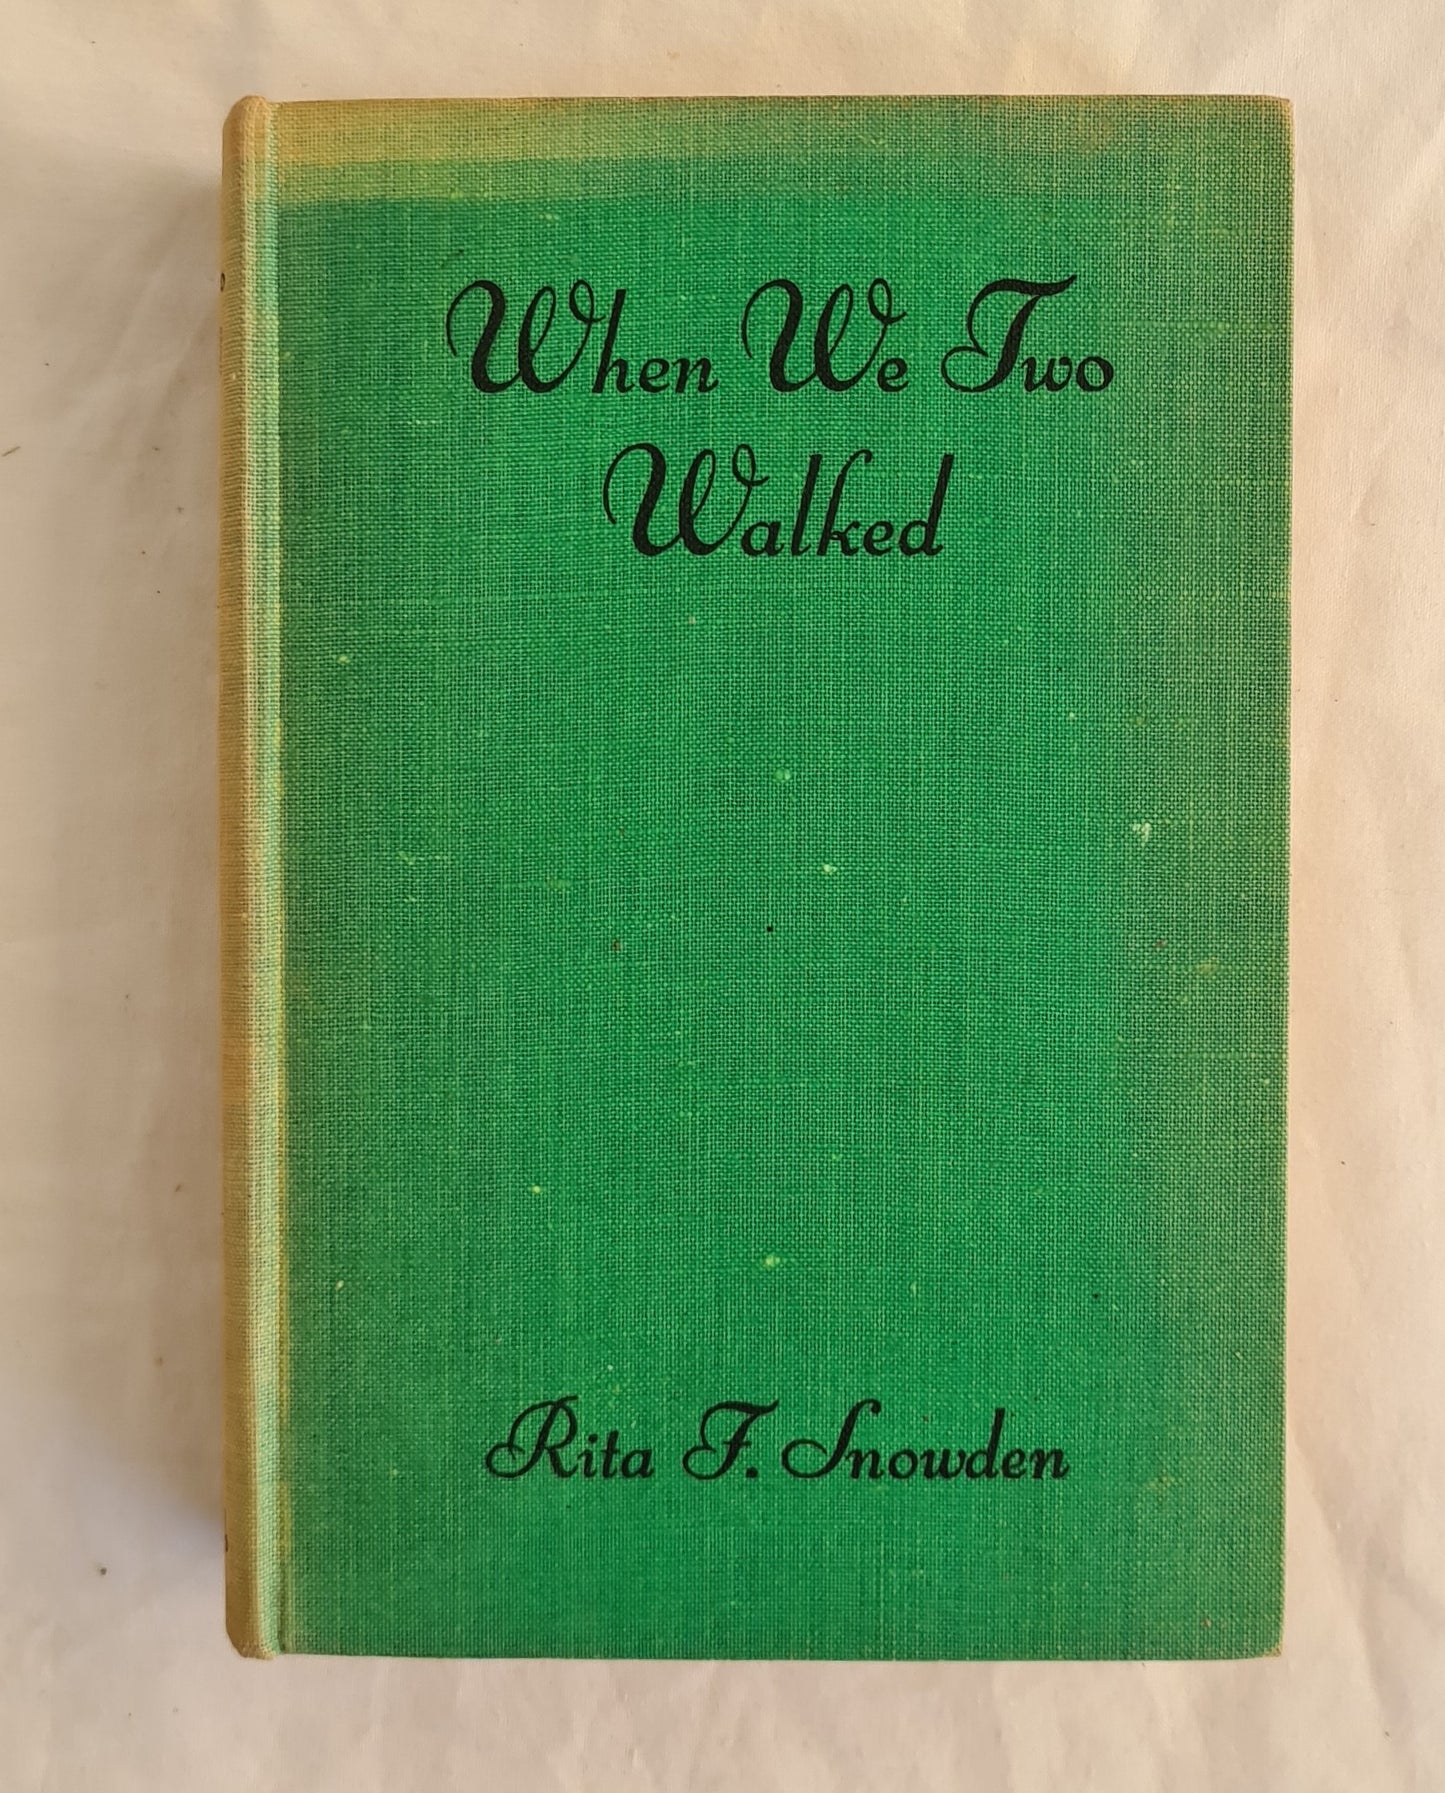 When We Two
Walked
Rita F. Snowden